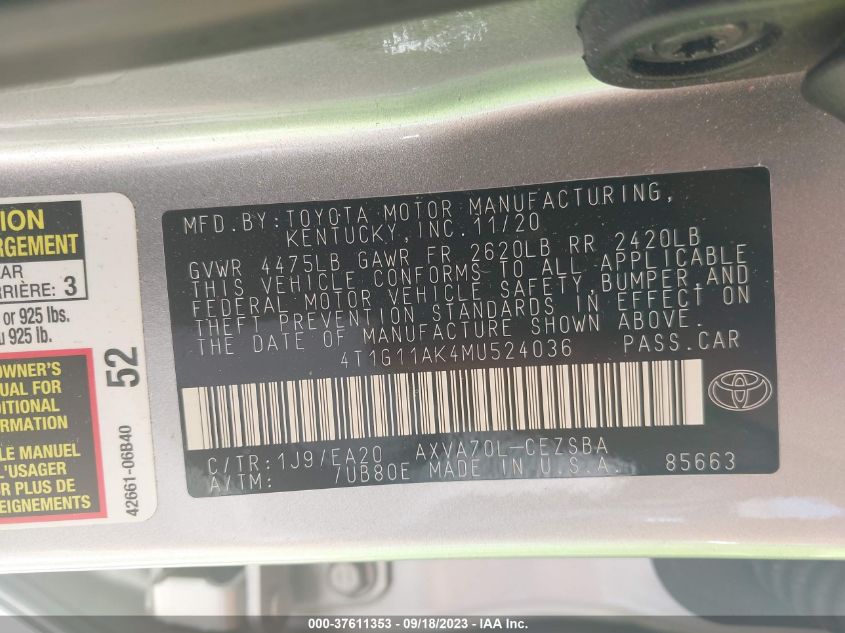 ION
RGEMENT
AR
RRIÈRE: 3
or 925 lbs.
u 925 lb.
OWNER'S
NUAL FOR
DITIONAL
ORMATION
LE MANUEL
L'USAGER
R PLUS DE
SEIGNEMENTS
52
42661-06B40
MFD.BY:TOYOTA MOTOR MANUFACTURING,
KENTUCKY, INC. 11/20
GVWR 4475LB GAWR FR 2620LB RR 2420LB
THIS VEHICLE CONFORMS TO ALL APPLICABLE
FEDERAL MOTOR VEHICLE SAFETY, BUMPER, AND
THEFT PREVENTION STANDARDS IN EFFECT ON
THE DATE OF MANUFACTURE SHOWN ABOVE.
4T1G11AK4MU524036 PASS.CAR
C/TR: 1J9/EA20 AXVA70L-CEZSBA
A/TM: 7UB80E MADE IN U.S.A. 85663
000-37611353 - 09/18/2023 - IAA Inc.